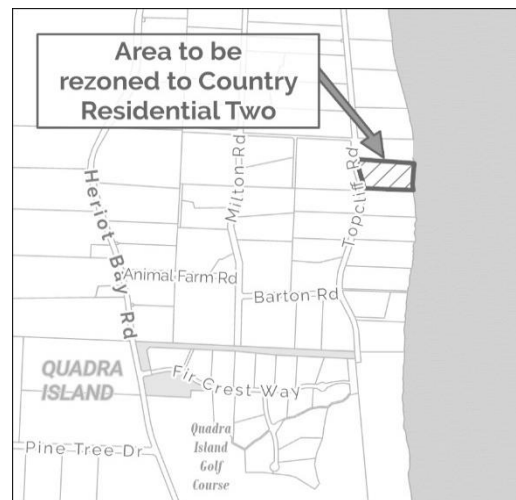 Area to be
rezoned to Country
Residential Two
Heriot Bay Rd
Milton Rd
Topcliff Rd
Animal Farm Rd
Barton Rd
QUADRA
ISLAND
Fir Crest Way
Quadra
Island
Golf
Course
Pine Tree Dr